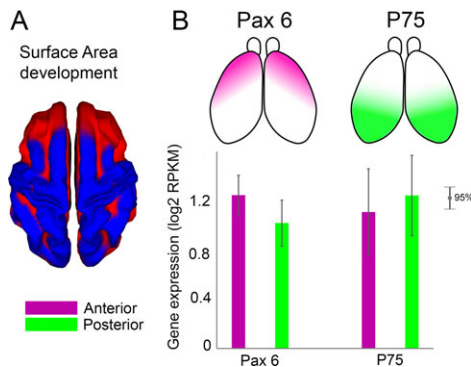 A
Surface Area
development
Anterior
Posterior
B
Pax 6
P75
Gene expression (log2 RPKM)
1.2
0.8
0.4
0
Pax 6
P75
95%